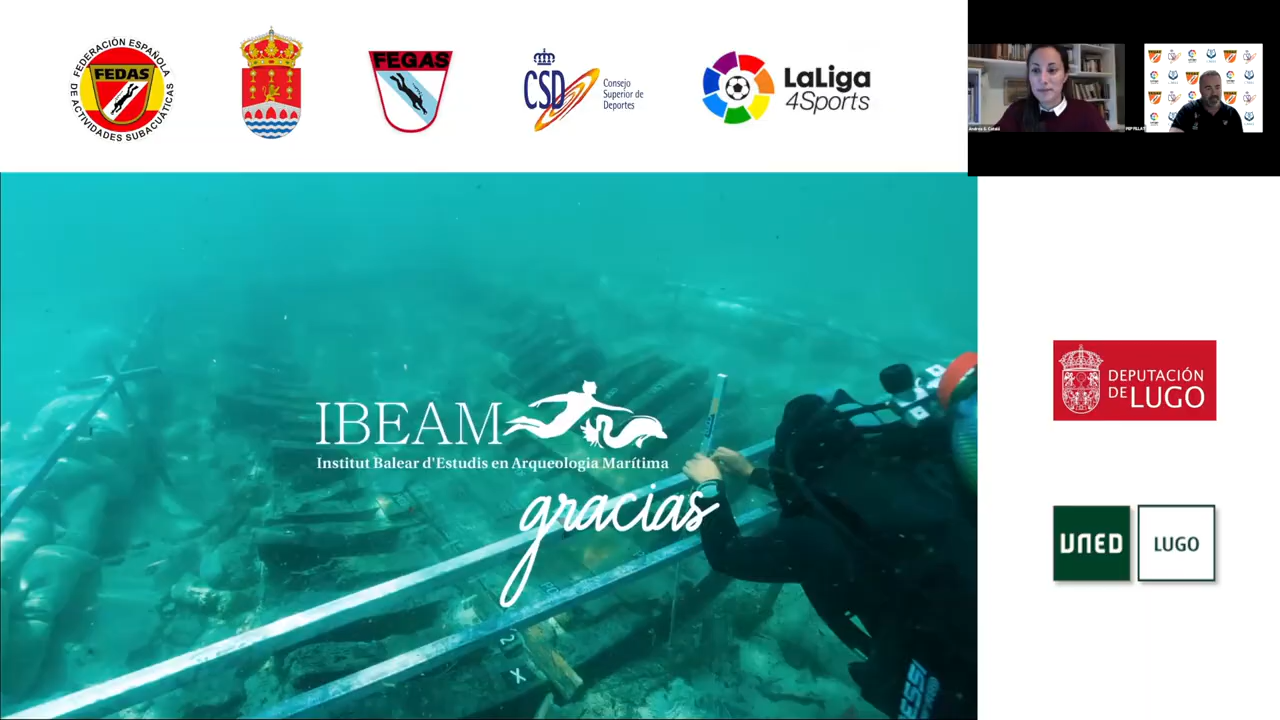 FEDERACIÓN ESPAÑOLA
FEDAS
DE ACTIVIDADES SUBACUÁTICAS
FEGAS
CSD
Consejo
Superior de
Deportes
LaLiga
4Sports
IBEAM
Institut Balear d'Estudis en Arqueologia Marítima
gracias
DEPUTACIÓN
DE LUGO
UNED
LUGO
2
X